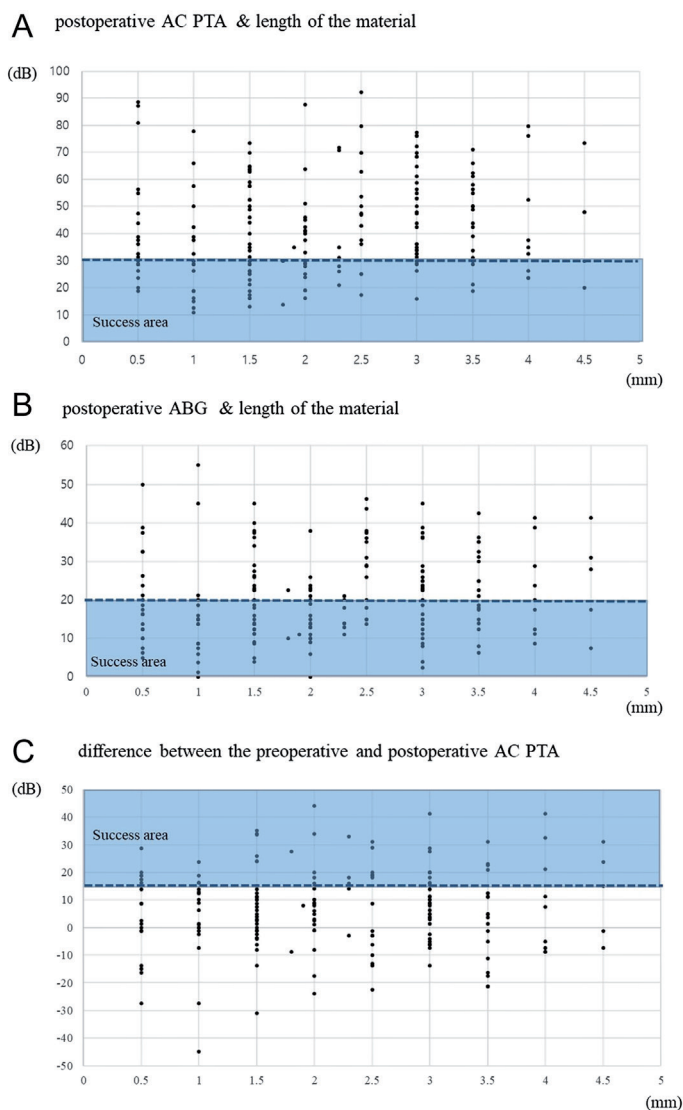 A
postoperative AC PTA & length of the material
(dB)
100
90
80
70
60
50
40
30
20
10
0
Success area
0 0.5 1 1.5 2 2.5 3 3.5 4 4.5 5
(mm)
B
postoperative ABG & length of the material
(dB)
60
50
40
30
20
10
0
Success area
0 0.5 1 1.5 2 2.5 3 3.5 4 4.5 5
(mm)
C
difference between the preoperative and postoperative AC PTA
(dB)
50
40
30
20
10
0
-10
-20
-30
-40
-50
Success area
0 0.5 1 1.5 2 2.5 3 3.5 4 4.5 5
(mm)